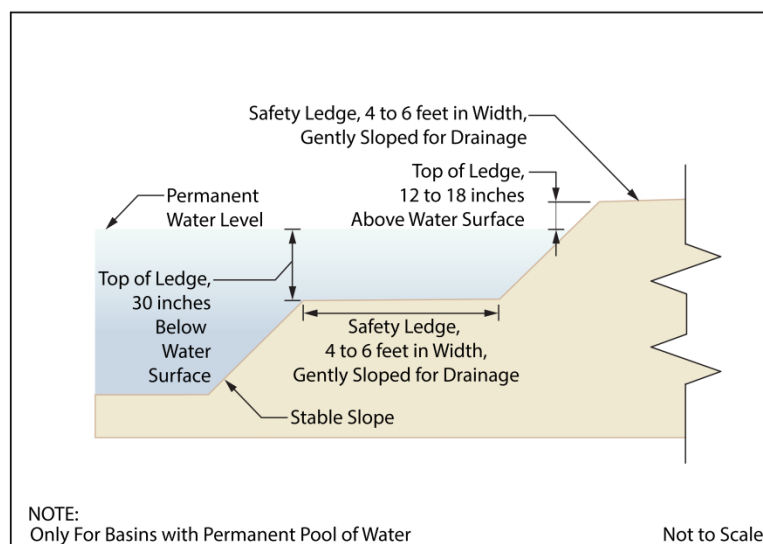 Safety Ledge, 4 to 6 feet in Width,
Gently Sloped for Drainage
Top of Ledge,
12 to 18 inches
Above Water Surface
Permanent
Water Level
Top of Ledge,
30 inches
Below
Water
Surface
Safety Ledge,
4 to 6 feet in Width,
Gently Sloped for Drainage
Stable Slope
NOTE:
Only For Basins with Permanent Pool of Water
Not to Scale